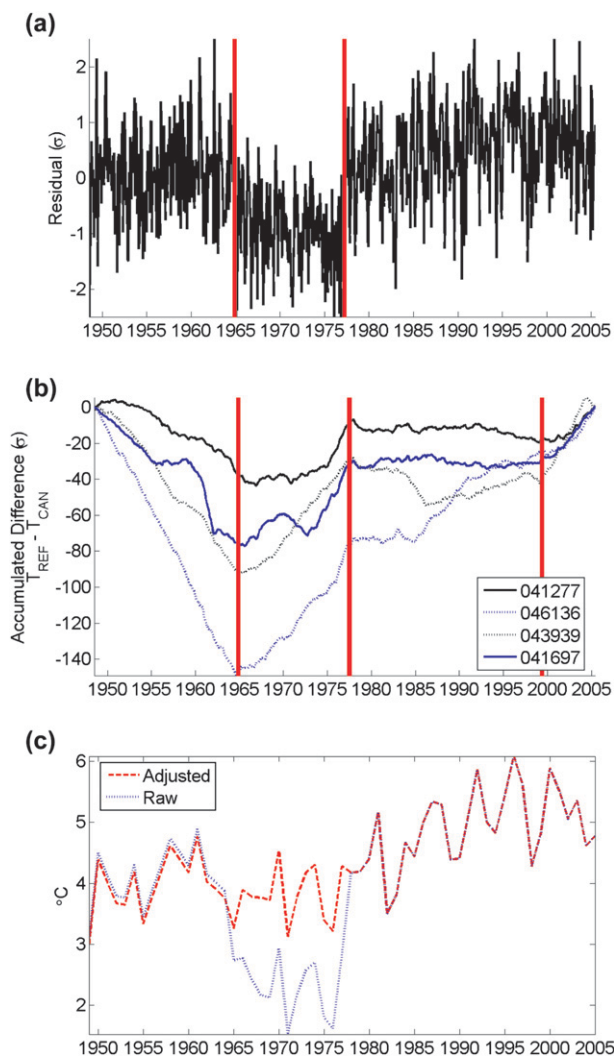 (a)
2
1
0
-1
-2
Residual (σ)
1950 1955 1960 1965 1970 1975 1980 1985 1990 1995 2000 2005
(b)
0
-20
-40
-60
-80
-100
-120
-140
Accumulated Difference (σ)
T_REF - T_CAN
041277
046136
043939
041697
1950 1955 1960 1965 1970 1975 1980 1985 1990 1995 2000 2005
(c)
6
5
4
3
2
°C
Adjusted
Raw
1950 1955 1960 1965 1970 1975 1980 1985 1990 1995 2000 2005